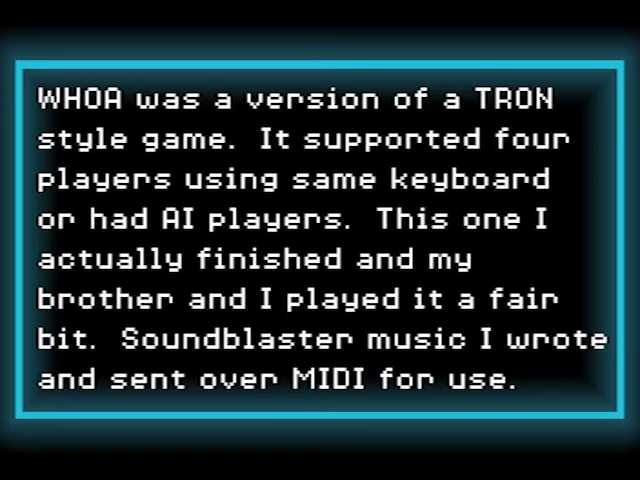 WHOA was a version of a TRON
style game.  It supported four
players using same keyboard
or had AI players.  This one I
actually finished and my
brother and I played it a fair
bit.  Soundblaster music I wrote
and sent over MIDI for use.